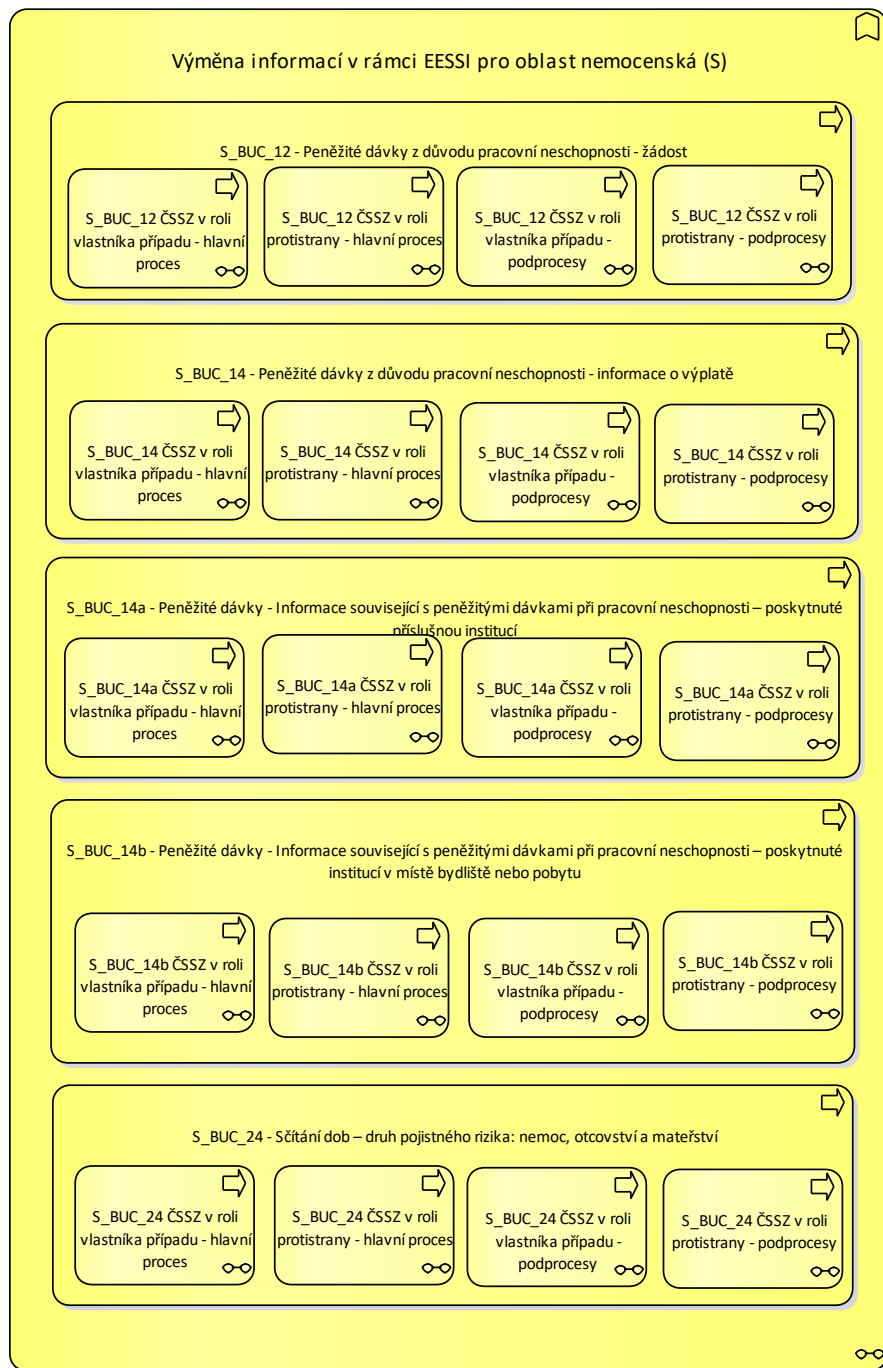 Výměna informací v rámci EESSI pro oblast nemocenská (S)
S_BUC_12 - Peněžité dávky z důvodu pracovní neschopnosti - žádost
S_BUC_12 ČSSZ v roli
vlastníka případu - hlavní
proces
S_BUC_12 ČSSZ v roli
protistrany - hlavní proces
S_BUC_12 ČSSZ v roli
vlastníka případu -
podprocesy
S_BUC_12 ČSSZ v roli
protistrany - podprocesy
S_BUC_14 - Peněžité dávky z důvodu pracovní neschopnosti - informace o výplatě
S_BUC_14 ČSSZ v roli
vlastníka případu - hlavní
proces
S_BUC_14 ČSSZ v roli
protistrany - hlavní proces
S_BUC_14 ČSSZ v roli
vlastníka případu -
podprocesy
S_BUC_14 ČSSZ v roli
protistrany - podprocesy
S_BUC_14a - Peněžité dávky - Informace související s peněžitými dávkami při pracovní neschopnosti – poskytnuté
příslušnou institucí
S_BUC_14a ČSSZ v roli
vlastníka případu - hlavní
proces
S_BUC_14a ČSSZ v roli
protistrany - hlavní proces
S_BUC_14a ČSSZ v roli
vlastníka případu -
podprocesy
S_BUC_14a ČSSZ v roli
protistrany - podprocesy
S_BUC_14b - Peněžité dávky - Informace související s peněžitými dávkami při pracovní neschopnosti – poskytnuté
institucí v místě bydliště nebo pobytu
S_BUC_14b ČSSZ v roli
vlastníka případu - hlavní
proces
S_BUC_14b ČSSZ v roli
protistrany - hlavní proces
S_BUC_14b ČSSZ v roli
vlastníka případu -
podprocesy
S_BUC_14b ČSSZ v roli
protistrany - podprocesy
S_BUC_24 - Sčítání dob – druh pojistného rizika: nemoc, otcovství a mateřství
S_BUC_24 ČSSZ v roli
vlastníka případu - hlavní
proces
S_BUC_24 ČSSZ v roli
protistrany - hlavní proces
S_BUC_24 ČSSZ v roli
vlastníka případu -
podprocesy
S_BUC_24 ČSSZ v roli
protistrany - podprocesy